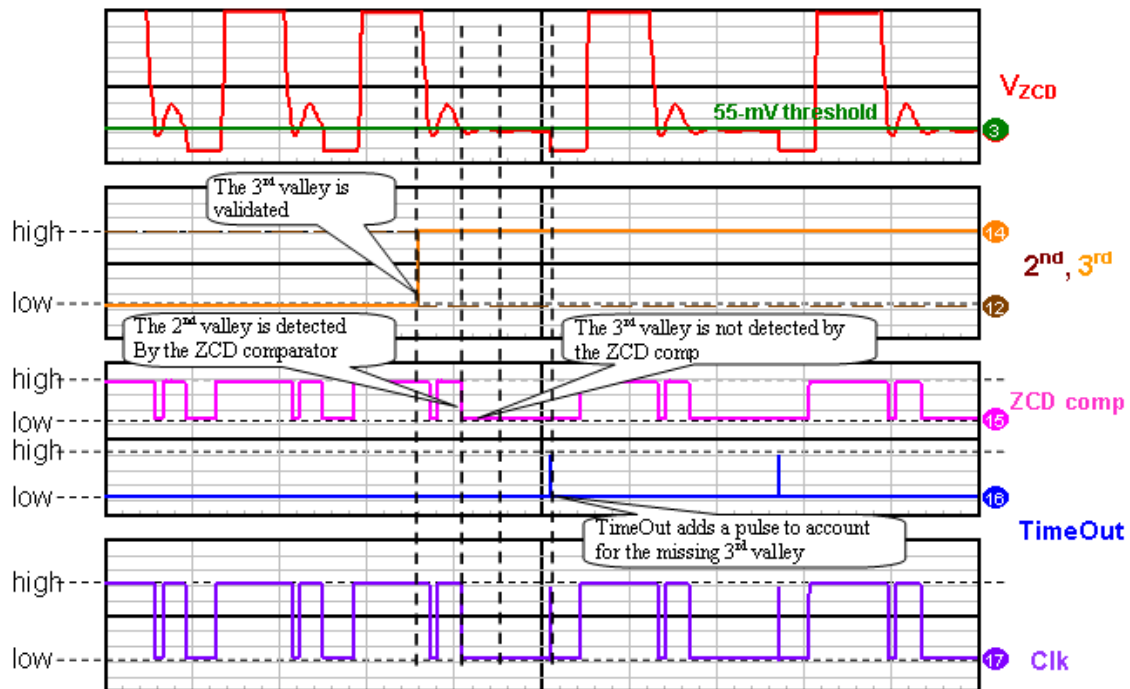 V_ZCD
55-mV threshold
3
The 3rd valley is
validated
high
14
2nd, 3rd
low
12
The 2nd valley is detected
By the ZCD comparator
The 3rd valley is not detected by
the ZCD comp
high
ZCD comp
low
15
high
low
16
TimeOut adds a pulse to account
for the missing 3rd valley
TimeOut
high
low
17
Clk